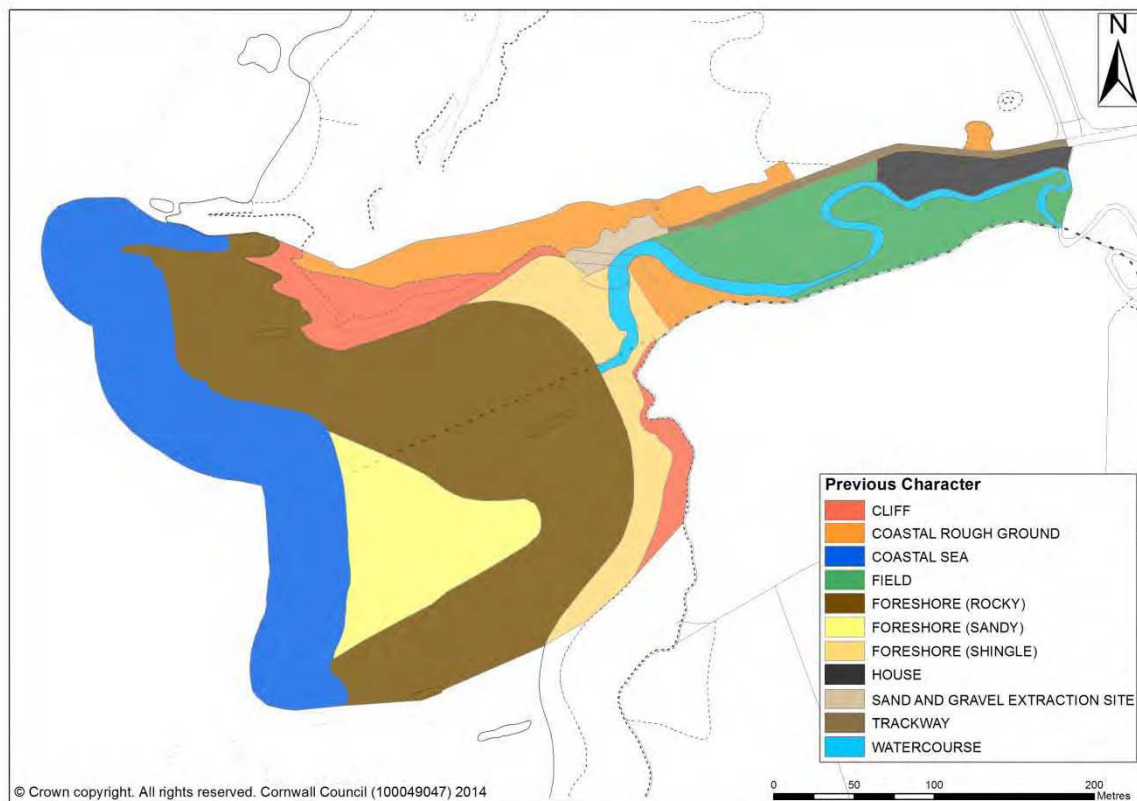 N
Previous Character
CLIFF
COASTAL ROUGH GROUND
COASTAL SEA
FIELD
FORESHORE (ROCKY)
FORESHORE (SANDY)
FORESHORE (SHINGLE)
HOUSE
SAND AND GRAVEL EXTRACTION SITE
TRACKWAY
WATERCOURSE
© Crown copyright. All rights reserved. Cornwall Council (100049047) 2014
0 50 100 200
Metres